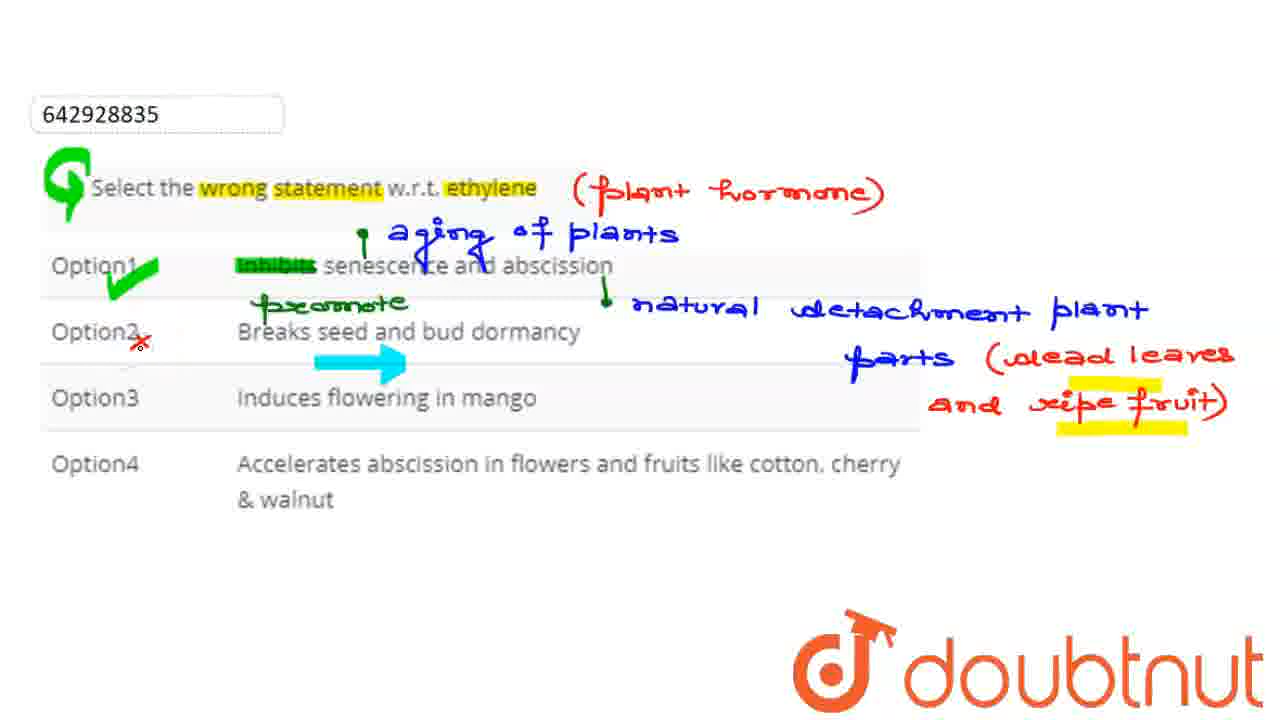 642928835
Select the wrong statement w.r.t. ethylene (plant hormone)
aging of plants
Option1 Inhibits senescence and abscission
promote natural detachment plant
Option2 Breaks seed and bud dormancy
parts (dead leaves
Option3 Induces flowering in mango
and ripe fruit)
Option4 Accelerates abscission in flowers and fruits like cotton, cherry
& walnut
doubtnut